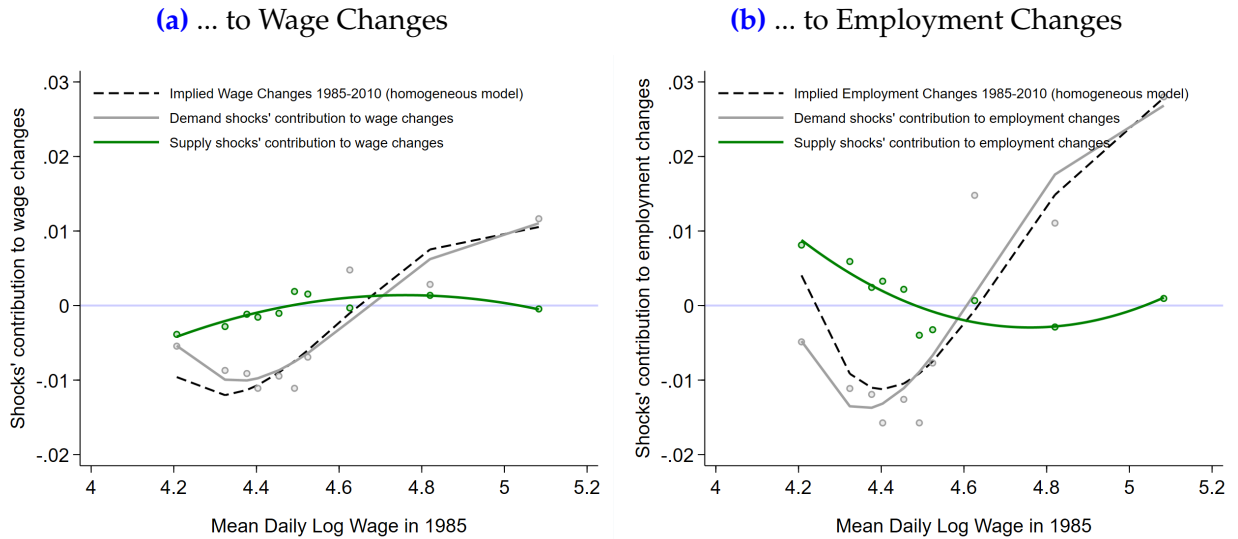 (a) ... to Wage Changes
Shocks' contribution to wage changes
.03
.02
.01
0
-.01
-.02
Implied Wage Changes 1985-2010 (homogeneous model)
Demand shocks' contribution to wage changes
Supply shocks' contribution to wage changes
4 4.2 4.4 4.6 4.8 5 5.2
Mean Daily Log Wage in 1985
(b) ... to Employment Changes
Shocks' contribution to employment changes
.03
.02
.01
0
-.01
-.02
Implied Employment Changes 1985-2010 (homogeneous model)
Demand shocks' contribution to employment changes
Supply shocks' contribution to employment changes
4 4.2 4.4 4.6 4.8 5 5.2
Mean Daily Log Wage in 1985